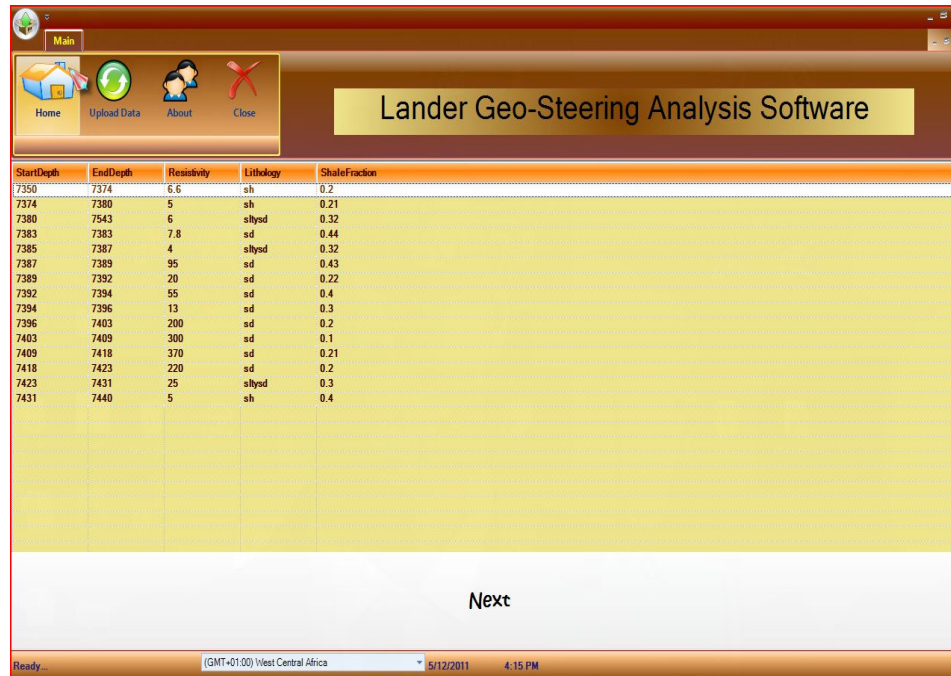 Main
Home Upload Data About Close
Lander Geo-Steering Analysis Software
StartDepth EndDepth Resistivity Lithology ShaleFraction
7350 7374 6.6 sh 0.2
7374 7380 5 sh 0.21
7380 7543 6 sltysd 0.32
7383 7383 7.8 sd 0.44
7385 7387 4 sltysd 0.32
7387 7389 95 sd 0.43
7389 7392 20 sd 0.22
7392 7394 55 sd 0.4
7394 7396 13 sd 0.3
7396 7403 200 sd 0.2
7403 7409 300 sd 0.1
7409 7418 370 sd 0.21
7418 7423 220 sd 0.2
7423 7431 25 sltysd 0.3
7431 7440 5 sh 0.4
Next
Ready... (GMT+01:00) West Central Africa 5/12/2011 4:15 PM